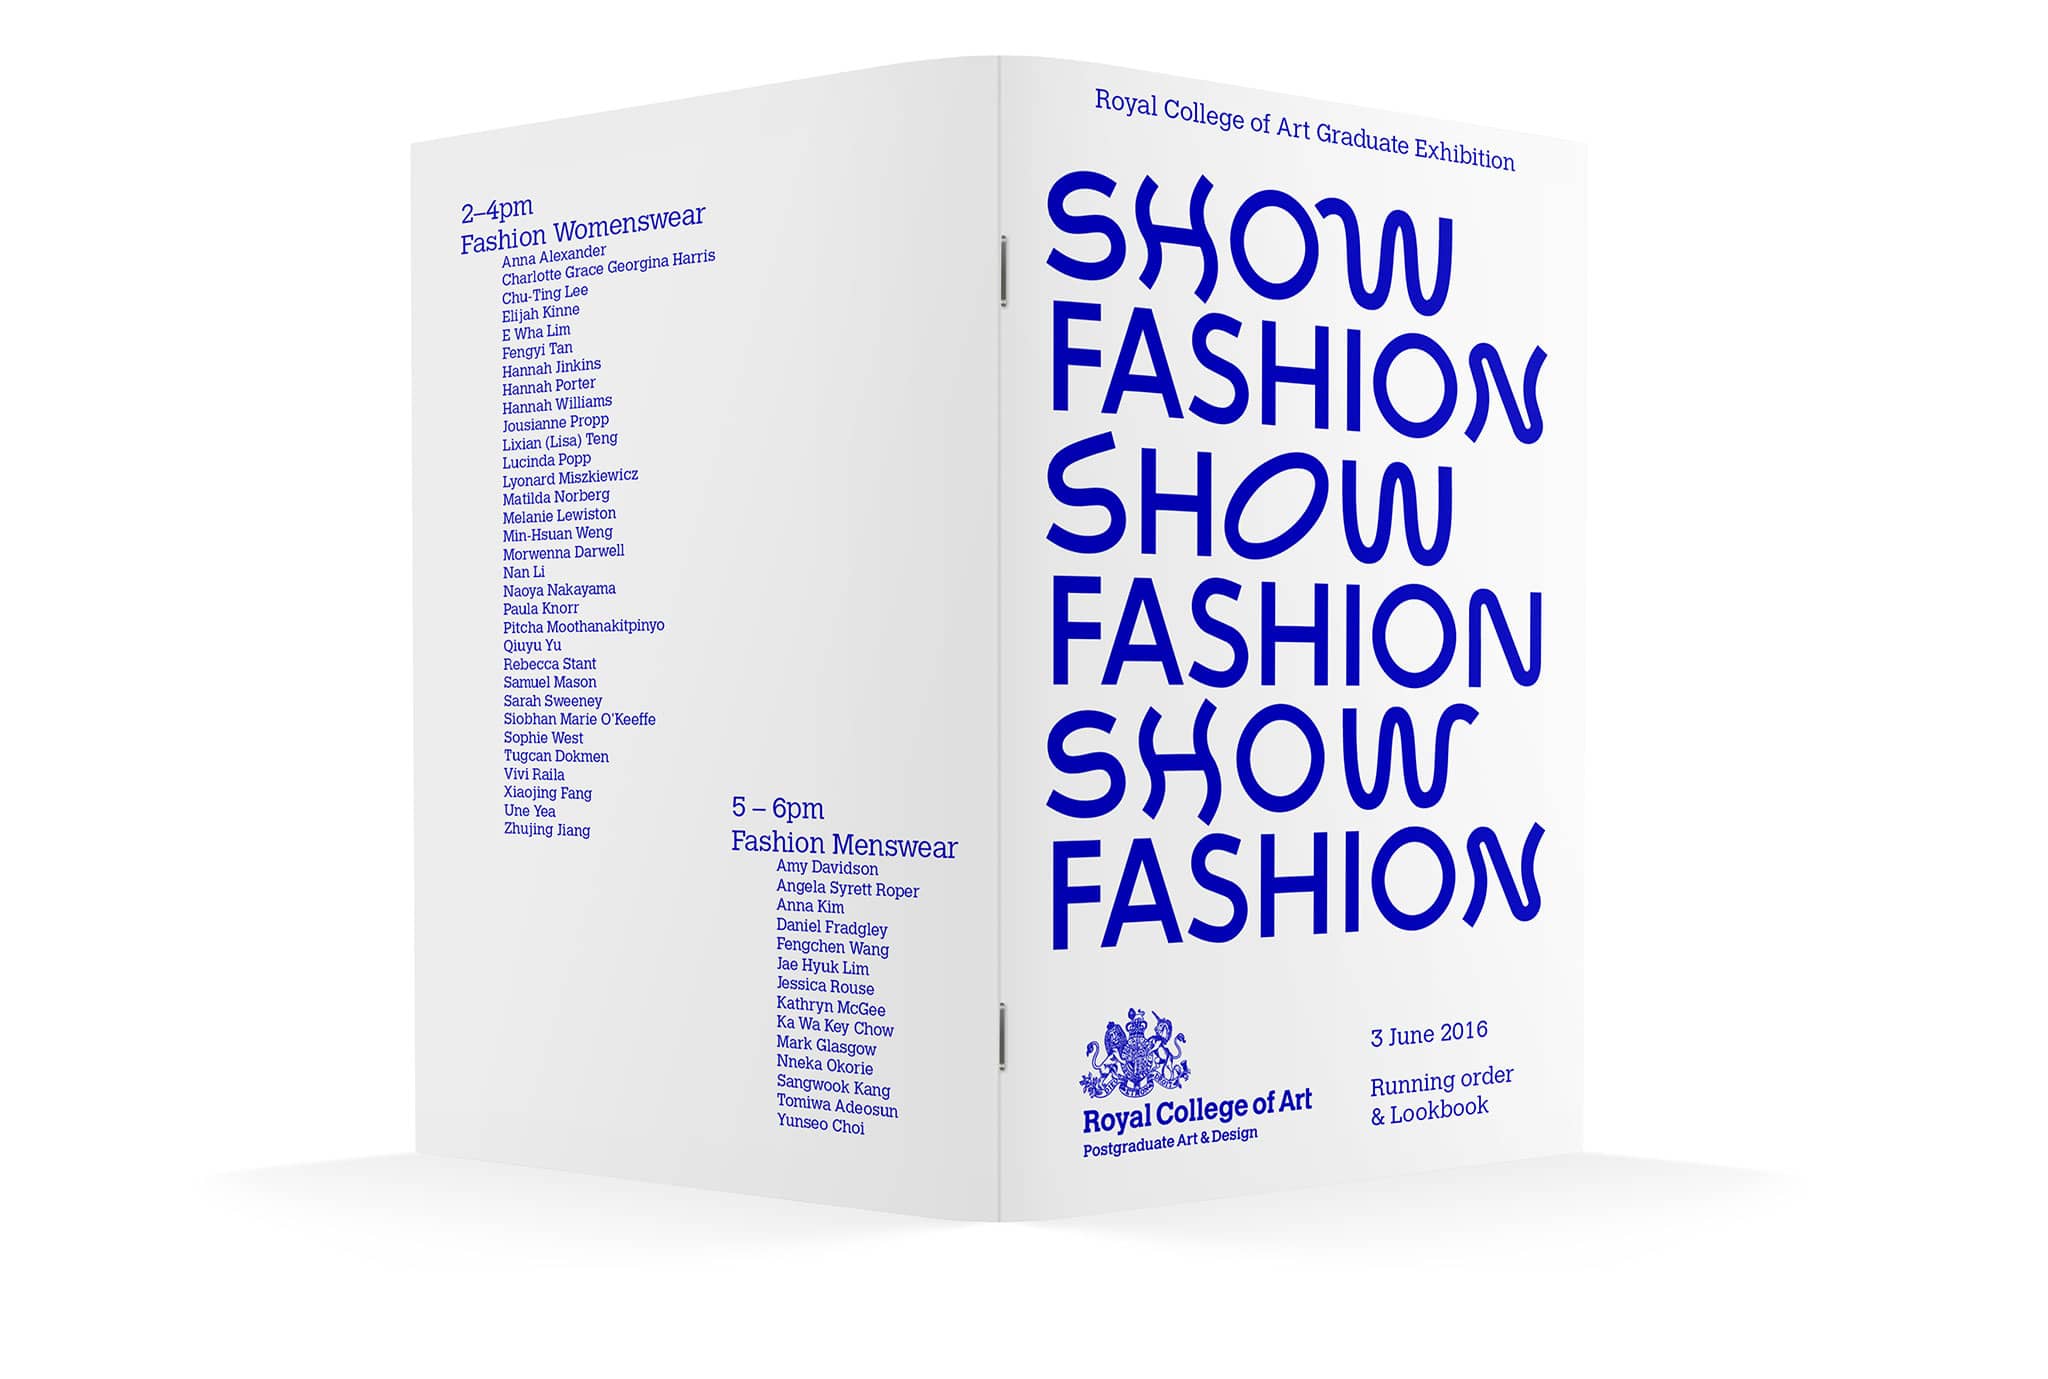 2–4pm
Fashion Womenswear
Anna Alexander
Charlotte Grace Georgina Harris
Chu-Ting Lee
Elijah Kinne
E Wha Lim
Fengyi Tan
Hannah Jinkins
Hannah Porter
Hannah Williams
Jousianne Propp
Lixian (Lisa) Teng
Lucinda Popp
Lyonard Miszkiewicz
Matilda Norberg
Melanie Lewiston
Min-Hsuan Weng
Morwenna Darwell
Nan Li
Naoya Nakayama
Paula Knorr
Pitcha Moothanakitpinyo
Qiuyu Yu
Rebecca Stant
Samuel Mason
Sarah Sweeney
Siobhan Marie O'Keeffe
Sophie West
Tugcan Dokmen
Vivi Raila
Xiaojing Fang
Une Yea
Zhujing Jiang
5 – 6pm
Fashion Menswear
Amy Davidson
Angela Syrett Roper
Anna Kim
Daniel Fradgley
Fengchen Wang
Jae Hyuk Lim
Jessica Rouse
Kathryn McGee
Ka Wa Key Chow
Mark Glasgow
Nneka Okorie
Sangwook Kang
Tomiwa Adeosun
Yunseo Choi
Royal College of Art Graduate Exhibition
SHOW
FASHION
SHOW
FASHION
SHOW
FASHION
Royal College of Art
Postgraduate Art & Design
3 June 2016
Running order
& Lookbook